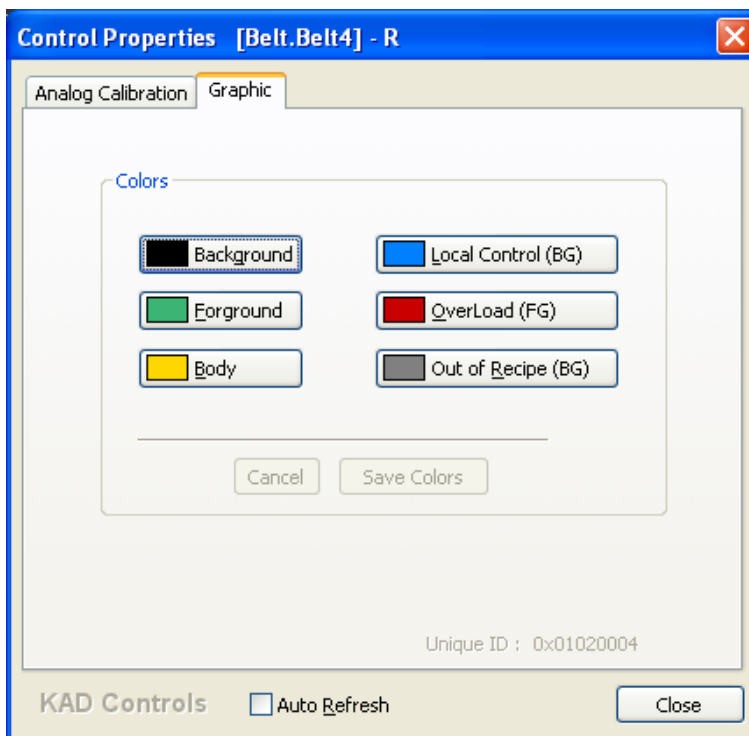 Control Properties [Belt.Belt4] - R
Analog Calibration Graphic
Colors
Background Local Control (BG)
Forground OverLoad (FG)
Body Out of Recipe (BG)
Cancel Save Colors
Unique ID : 0x01020004
KAD Controls Auto Refresh Close